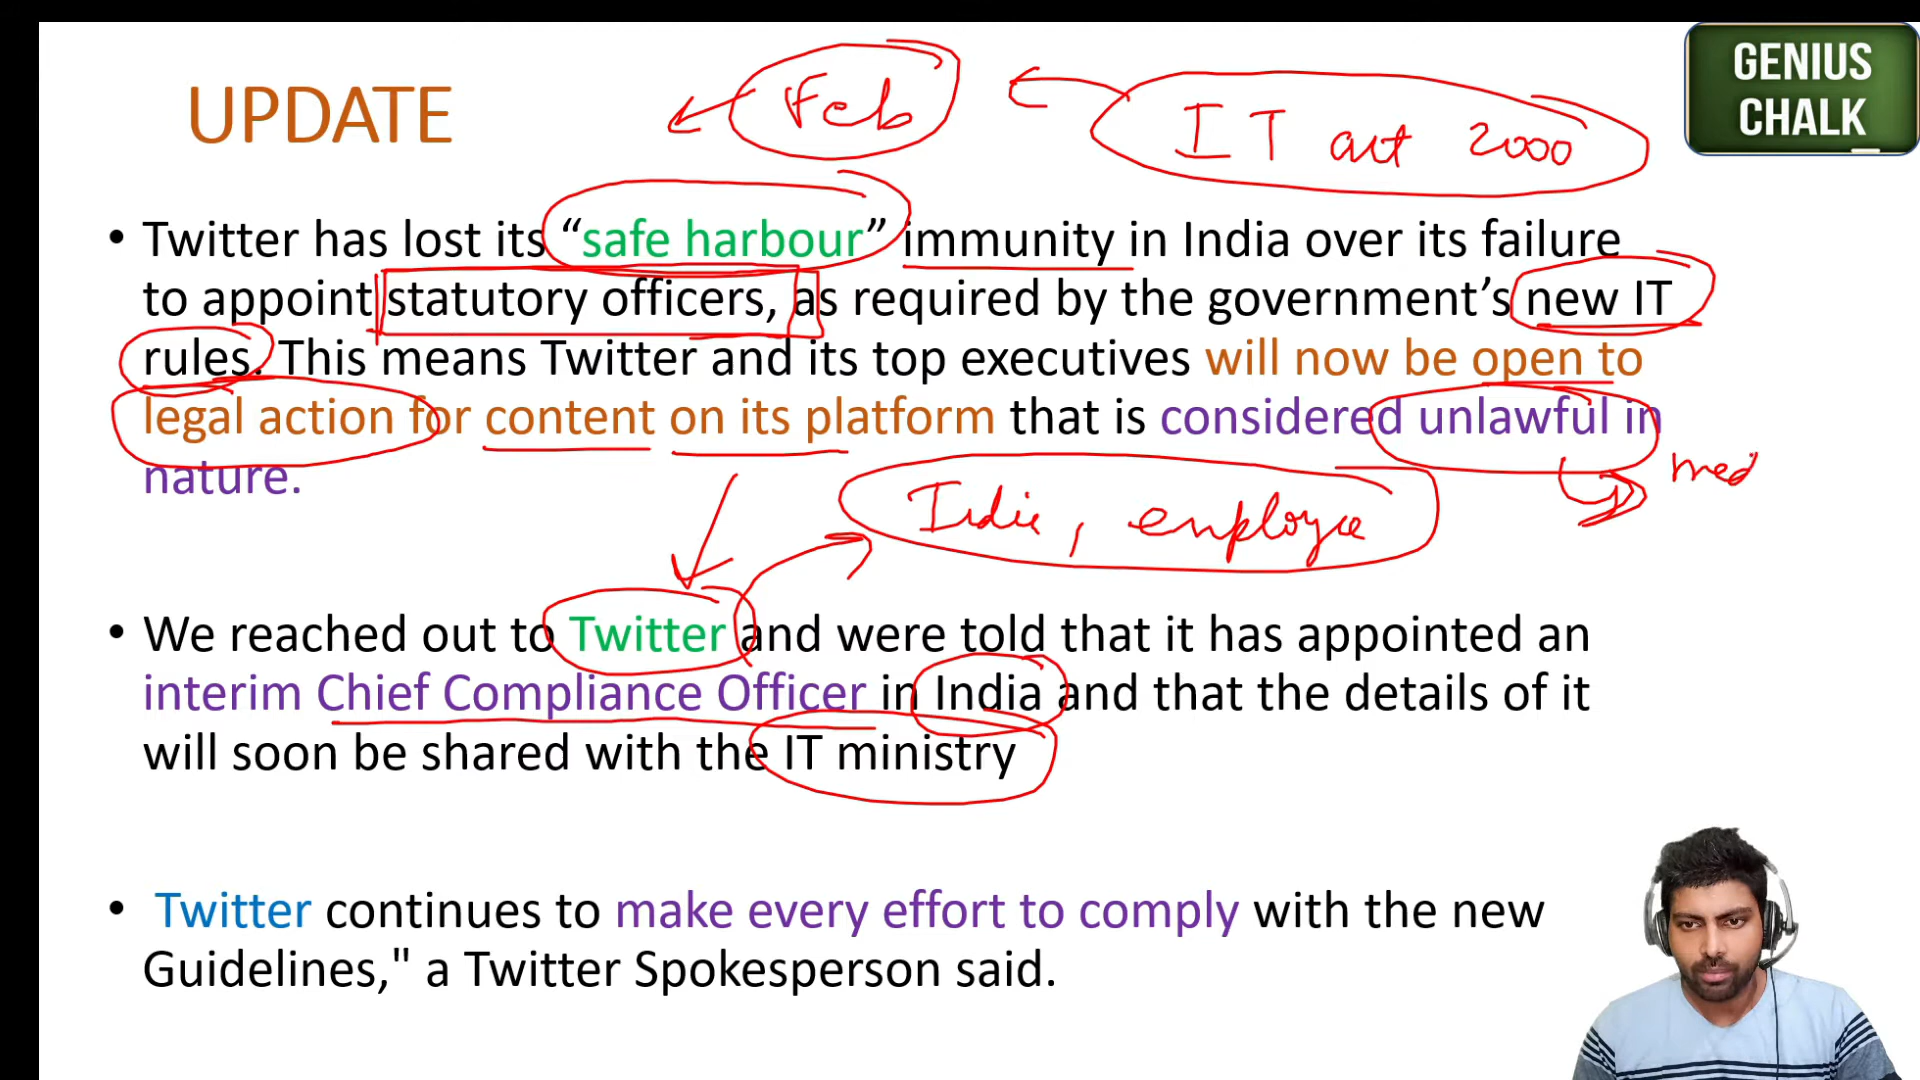 GENIUS
CHALK
UPDATE
Feb
IT act 2000
• Twitter has lost its “safe harbour” immunity in India over its failure
to appoint statutory officers, as required by the government’s new IT
rules. This means Twitter and its top executives will now be open to
legal action for content on its platform that is considered unlawful in
nature.
med
India, employee
• We reached out to Twitter and were told that it has appointed an
interim Chief Compliance Officer in India and that the details of it
will soon be shared with the IT ministry
• Twitter continues to make every effort to comply with the new
Guidelines," a Twitter Spokesperson said.